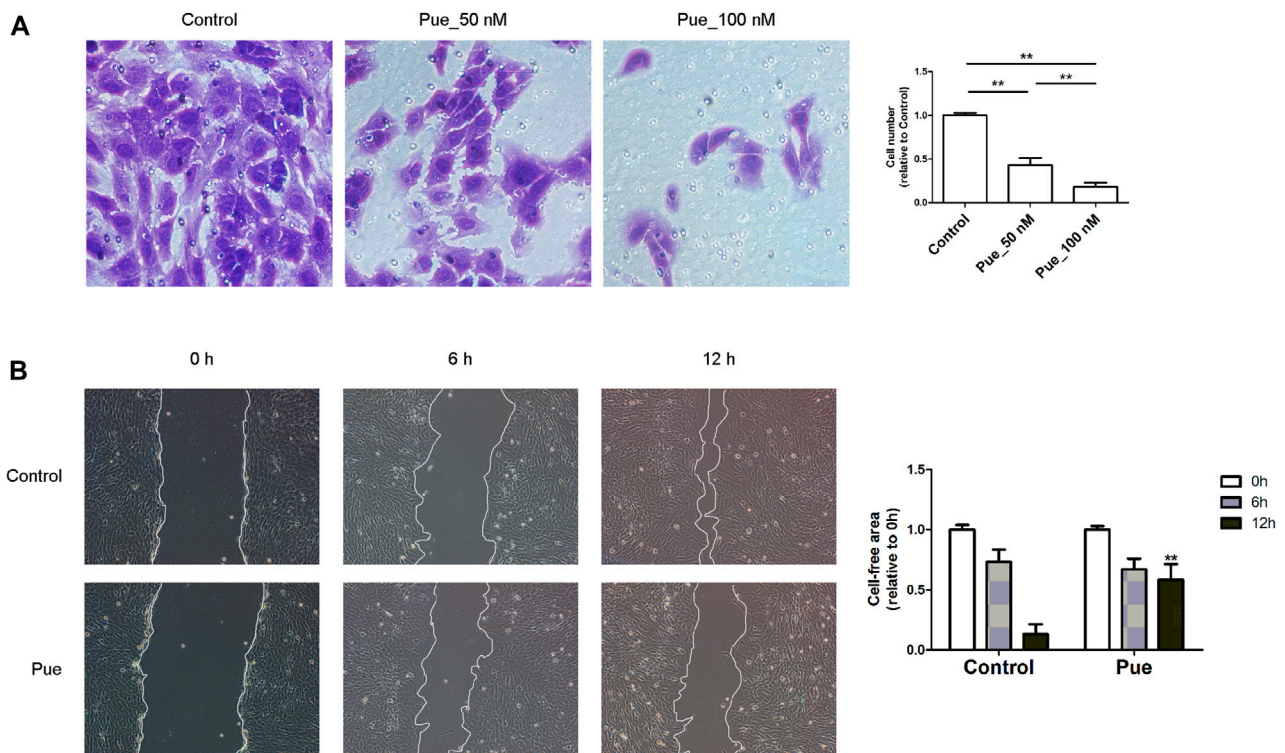 A
Control
Pue_50 nM
Pue_100 nM
Cell number
(relative to Control)
1.5
1.0
0.5
0.0
**
**
**
Control
Pue_50 nM
Pue_100 nM
B
0 h
6 h
12 h
Control
Pue
Cell-free area
(relative to 0h)
1.5
1.0
0.5
0.0
**
Control
Pue
0h
6h
12h